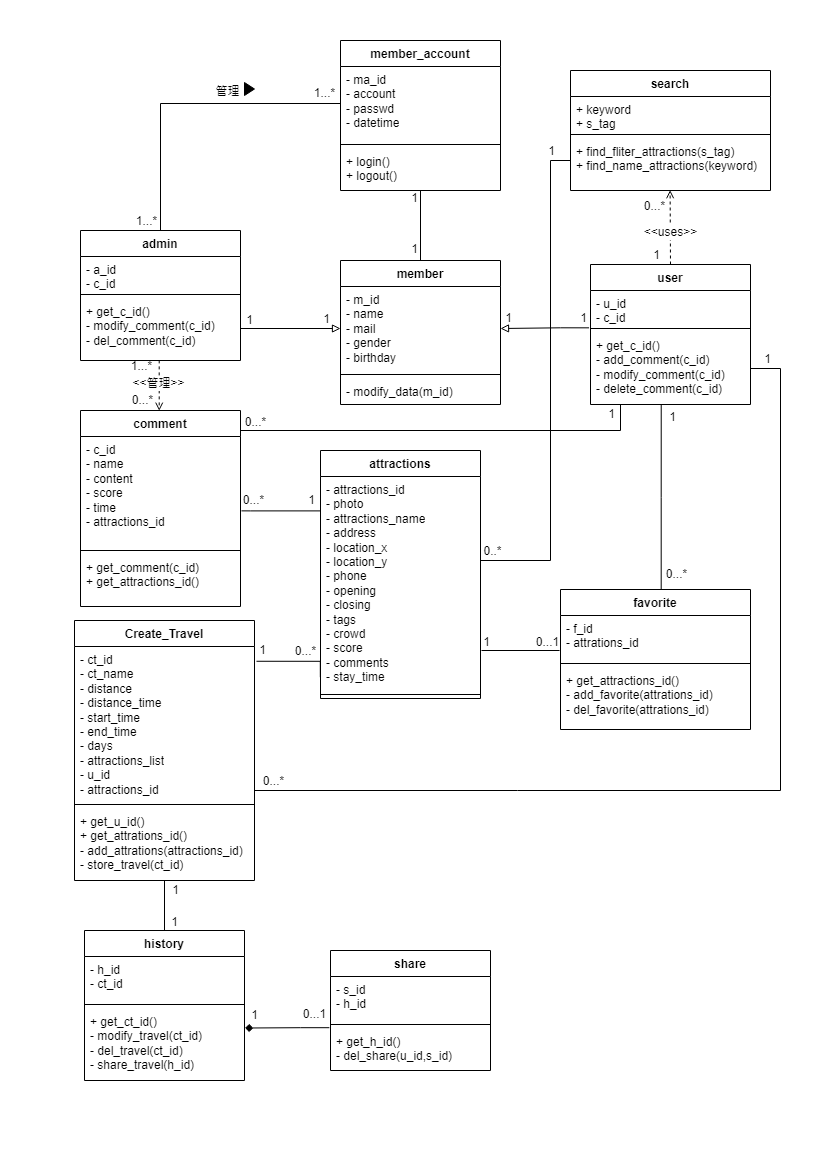 member_account
- ma_id
- account
- passwd
- datetime
+ login()
+ logout()
管理
1...*
1...*
search
+ keyword
+ s_tag
+ find_fliter_attractions(s_tag)
+ find_name_attractions(keyword)
1
0...*
<<uses>>
1
1
1
admin
- a_id
- c_id
+ get_c_id()
- modify_comment(c_id)
- del_comment(c_id)
1
1
member
- m_id
- name
- mail
- gender
- birthday
- modify_data(m_id)
1
1
user
- u_id
- c_id
+ get_c_id()
- add_comment(c_id)
- modify_comment(c_id)
- delete_comment(c_id)
1
1...*
<<管理>>
0...*
comment
- c_id
- name
- content
- score
- time
- attractions_id
+ get_comment(c_id)
+ get_attractions_id()
0...*
1
1
0...*
1
attractions
- attractions_id
- photo
- attractions_name
- address
- location_x
- location_y
- phone
- opening
- closing
- tags
- crowd
- score
- comments
- stay_time
0..*
0...*
1
0...1
favorite
- f_id
- attrations_id
+ get_attractions_id()
- add_favorite(attrations_id)
- del_favorite(attrations_id)
Create_Travel
- ct_id
- ct_name
- distance
- distance_time
- start_time
- end_time
- days
- attractions_list
- u_id
- attractions_id
+ get_u_id()
+ get_attrations_id()
- add_attrations(attractions_id)
- store_travel(ct_id)
1
0...*
0...*
1
1
history
- h_id
- ct_id
+ get_ct_id()
- modify_travel(ct_id)
- del_travel(ct_id)
- share_travel(h_id)
1
0...1
share
- s_id
- h_id
+ get_h_id()
- del_share(u_id,s_id)